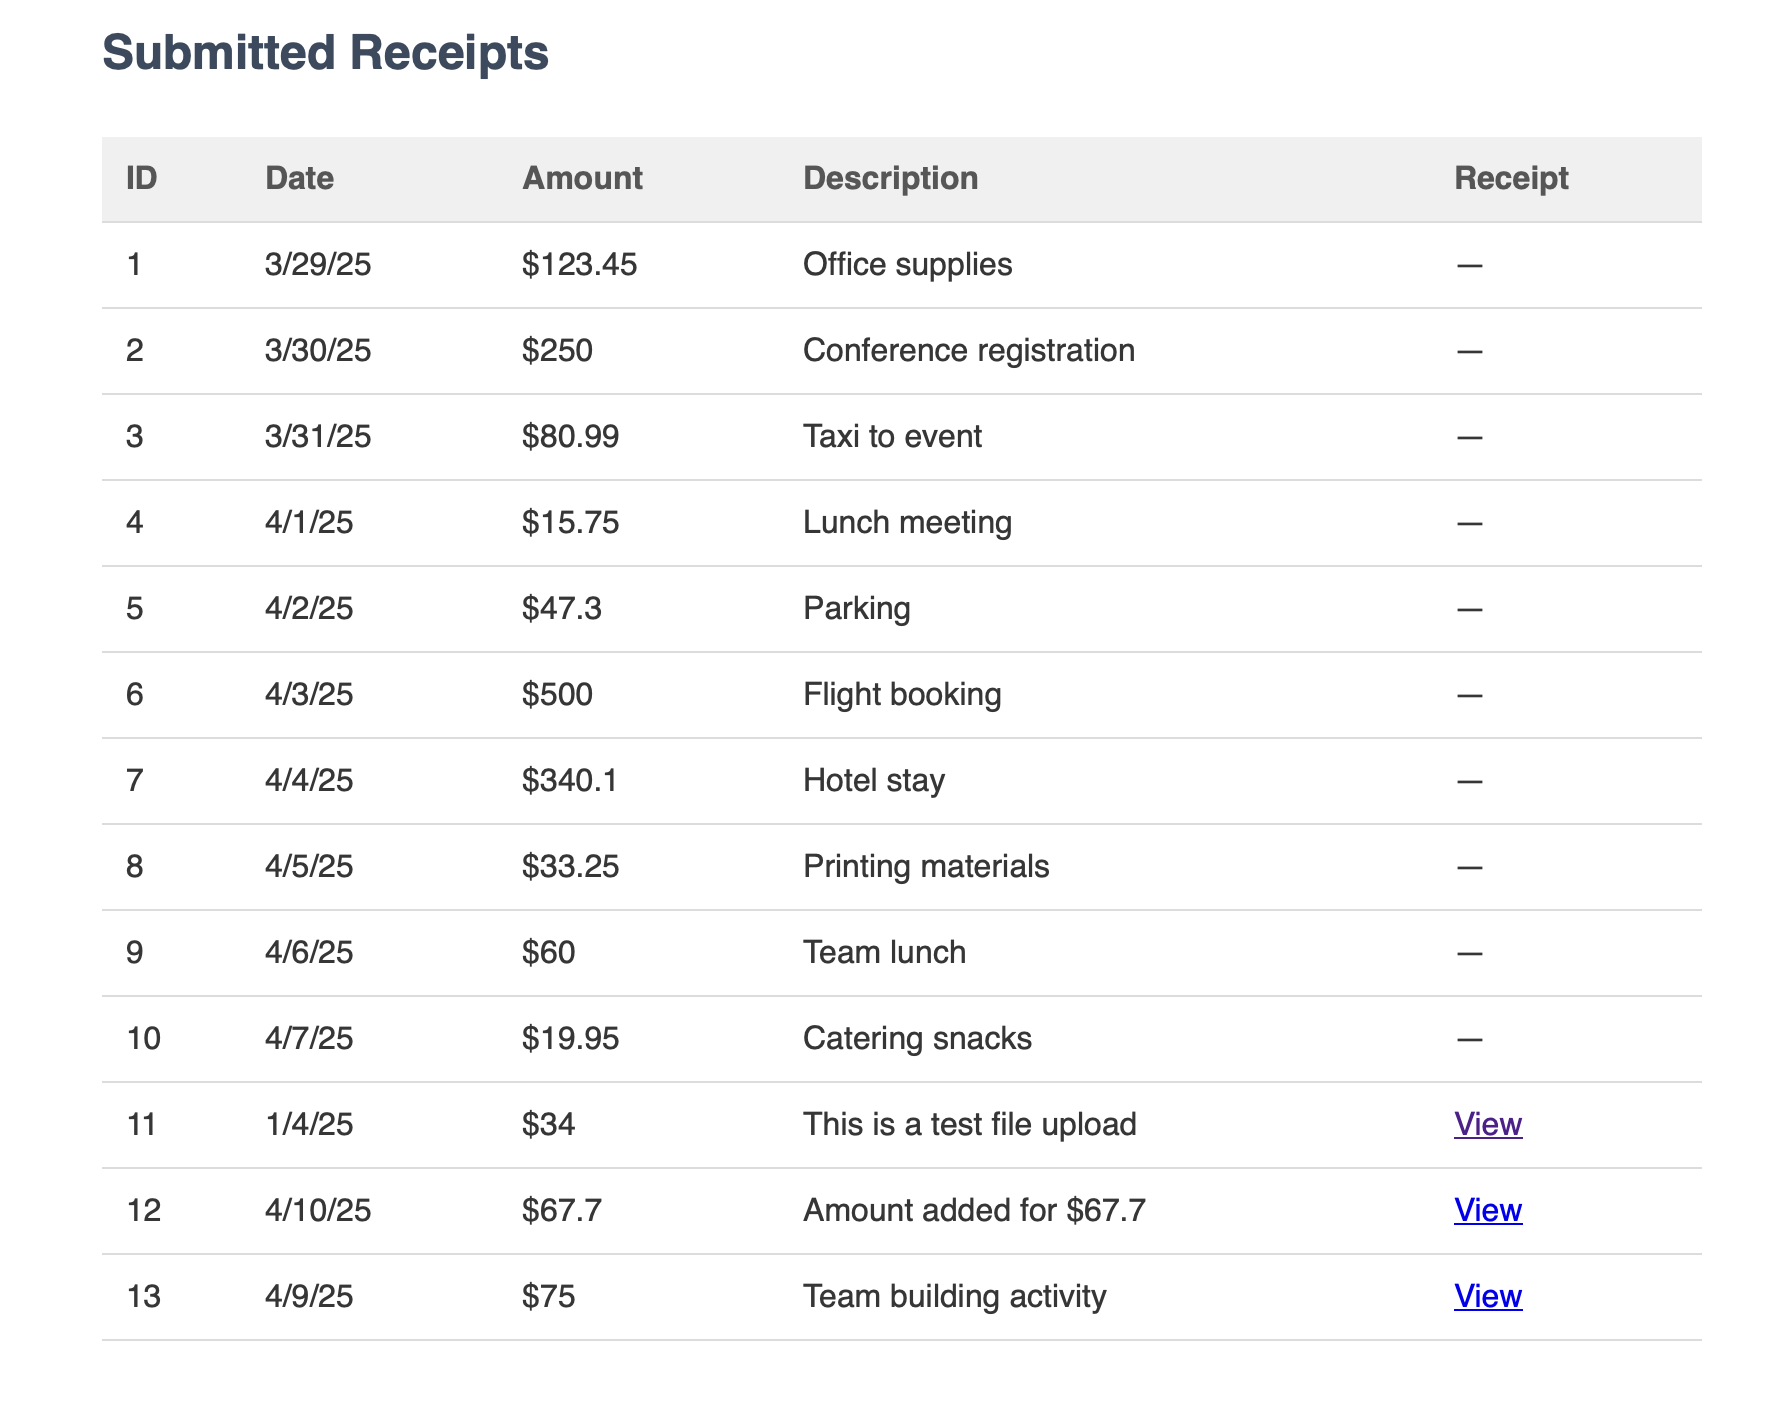 Submitted Receipts
ID Date Amount Description Receipt
1 3/29/25 $123.45 Office supplies —
2 3/30/25 $250 Conference registration —
3 3/31/25 $80.99 Taxi to event —
4 4/1/25 $15.75 Lunch meeting —
5 4/2/25 $47.3 Parking —
6 4/3/25 $500 Flight booking —
7 4/4/25 $340.1 Hotel stay —
8 4/5/25 $33.25 Printing materials —
9 4/6/25 $60 Team lunch —
10 4/7/25 $19.95 Catering snacks —
11 1/4/25 $34 This is a test file upload View
12 4/10/25 $67.7 Amount added for $67.7 View
13 4/9/25 $75 Team building activity View